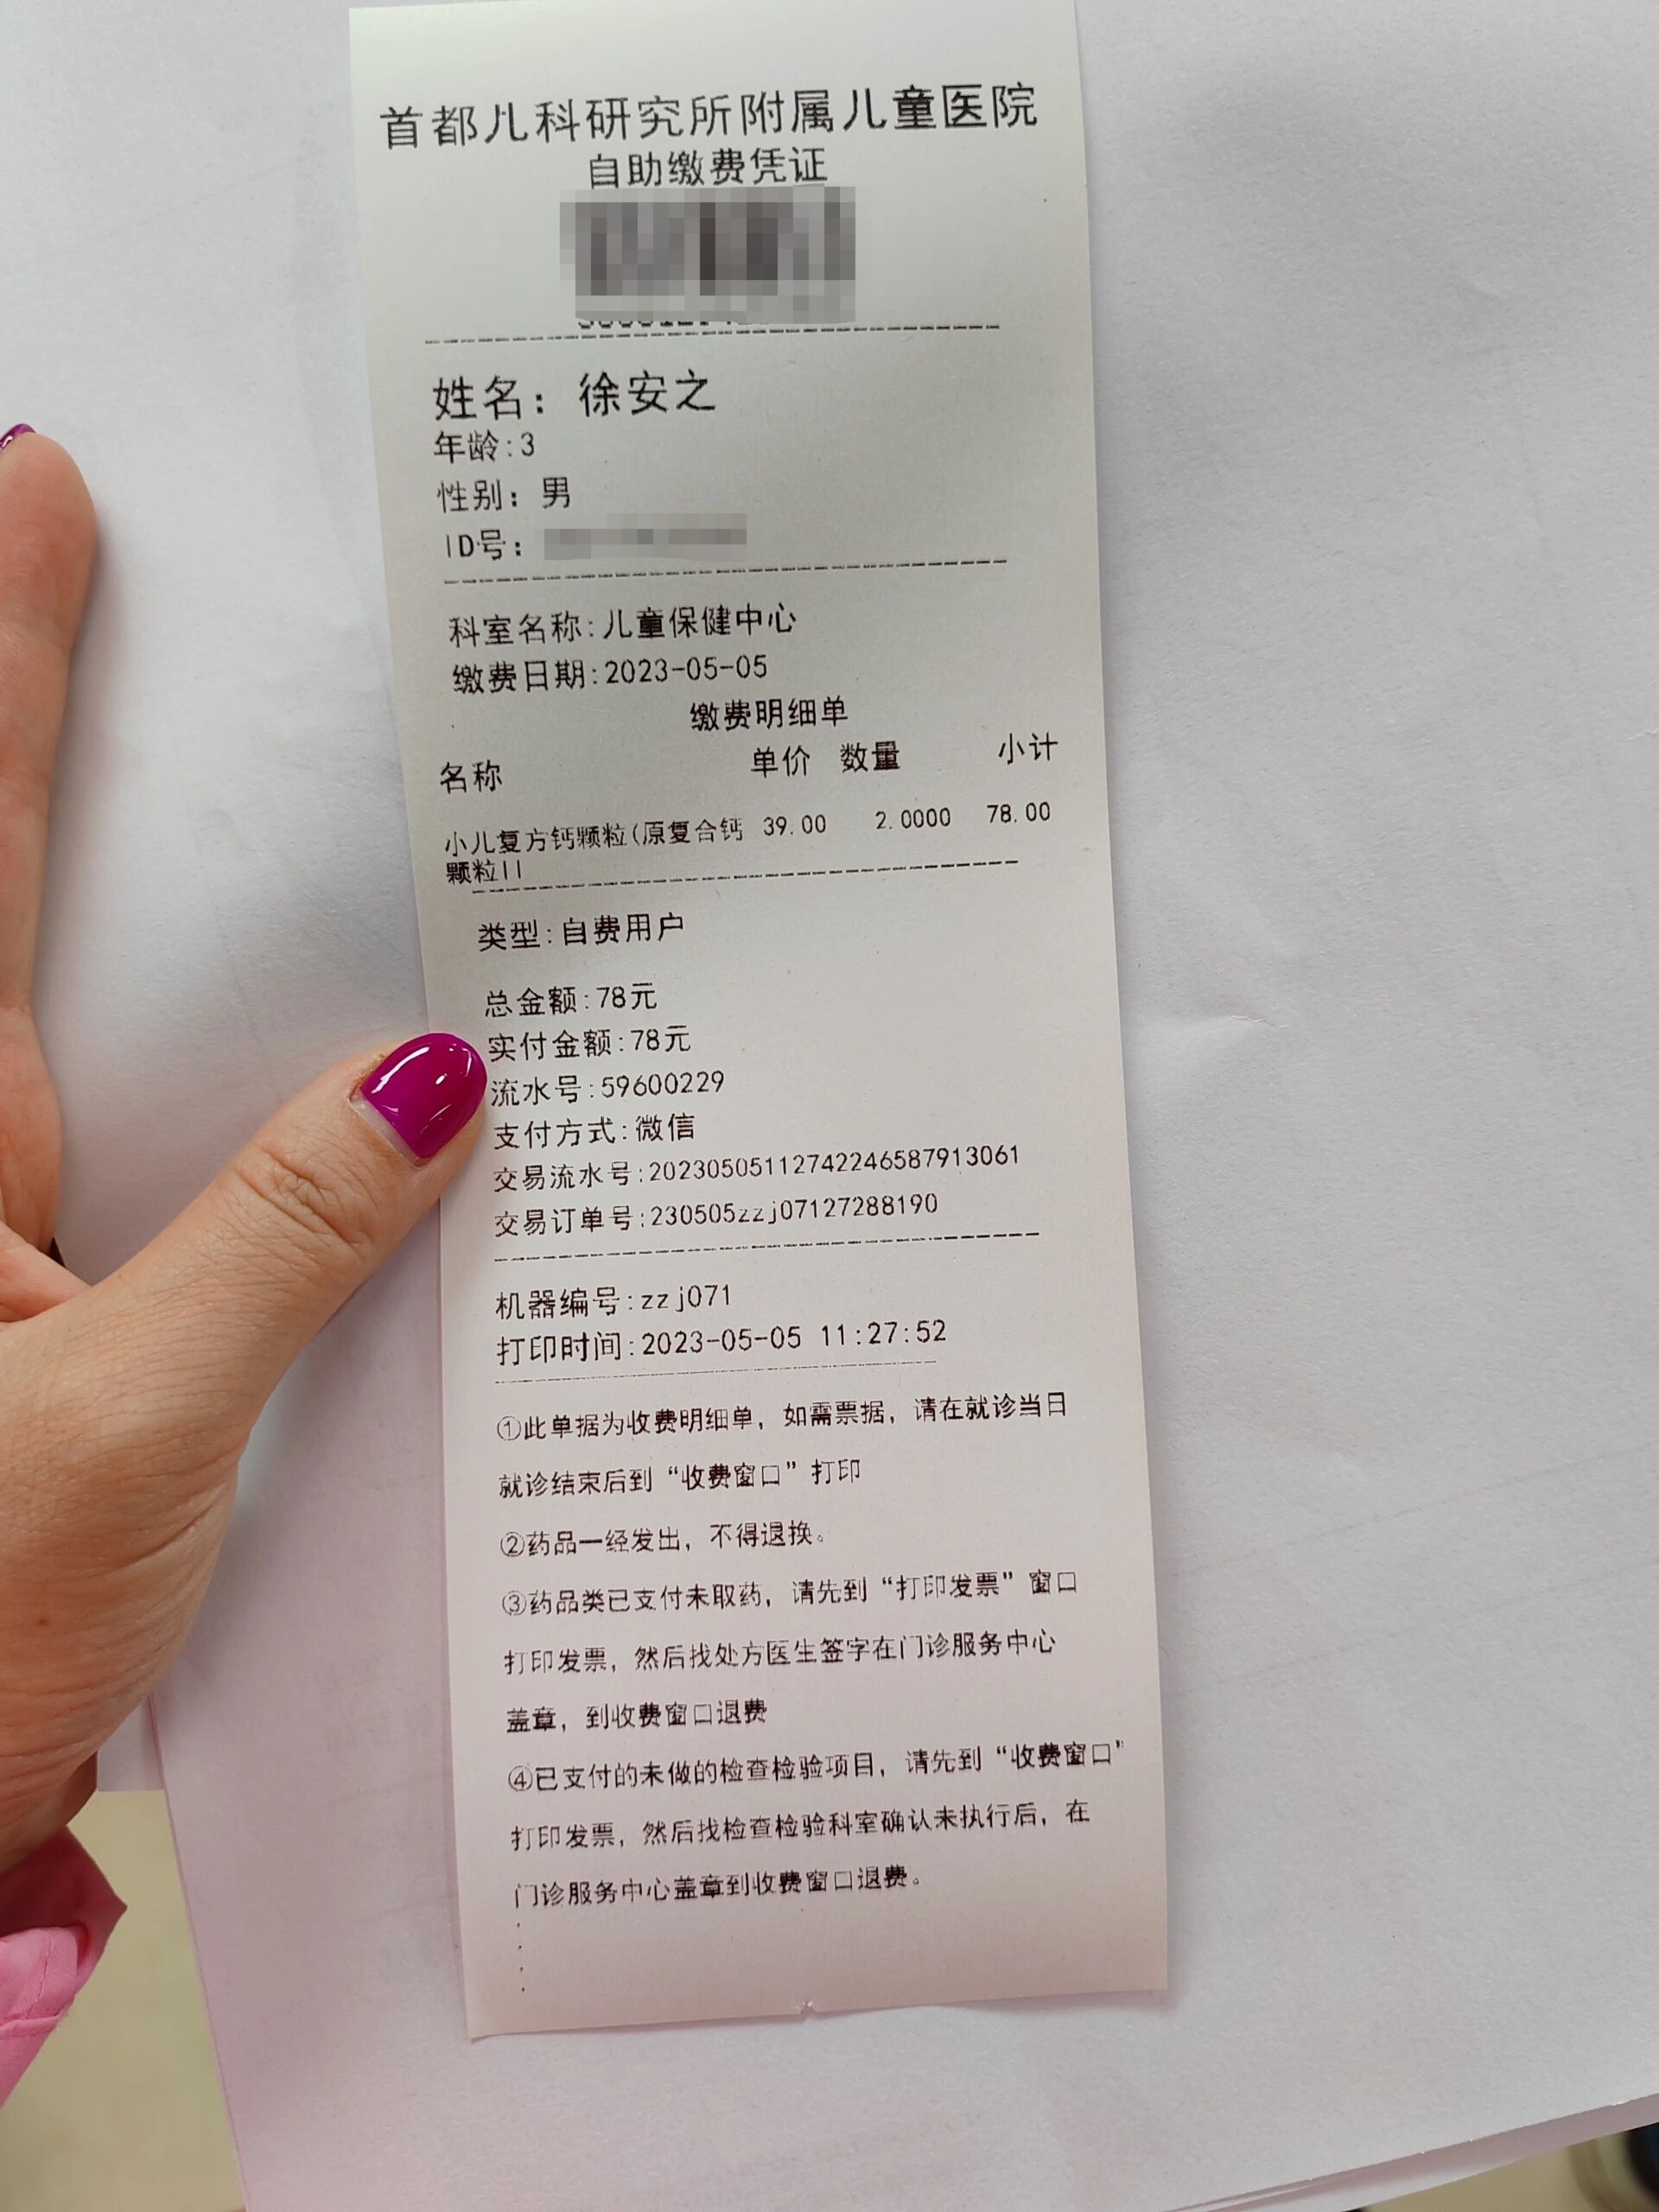 首都儿科研究所附属儿童医院
自助缴费凭证
姓名：徐安之
年龄:3
性别：男
ID号：
科室名称:儿童保健中心
缴费日期:2023-05-05
缴费明细单
名称 单价 数量 小计
小儿复方钙颗粒(原复合钙 39.00 2.0000 78.00
颗粒II
类型:自费用户
总金额:78元
实付金额:78元
流水号:59600229
支付方式:微信
交易流水号:20230505112742246587913061
交易订单号:230505zzj07127288190
机器编号:zzj071
打印时间:2023-05-05 11:27:52
①此单据为收费明细单，如需票据，请在就诊当日
就诊结束后到“收费窗口”打印
②药品一经发出，不得退换。
③药品类已支付未取药，请先到“打印发票”窗口
打印发票，然后找处方医生签字在门诊服务中心
盖章，到收费窗口退费
④已支付的未做的检查检验项目，请先到“收费窗口”
打印发票，然后找检查检验科室确认未执行后，在
门诊服务中心盖章到收费窗口退费。